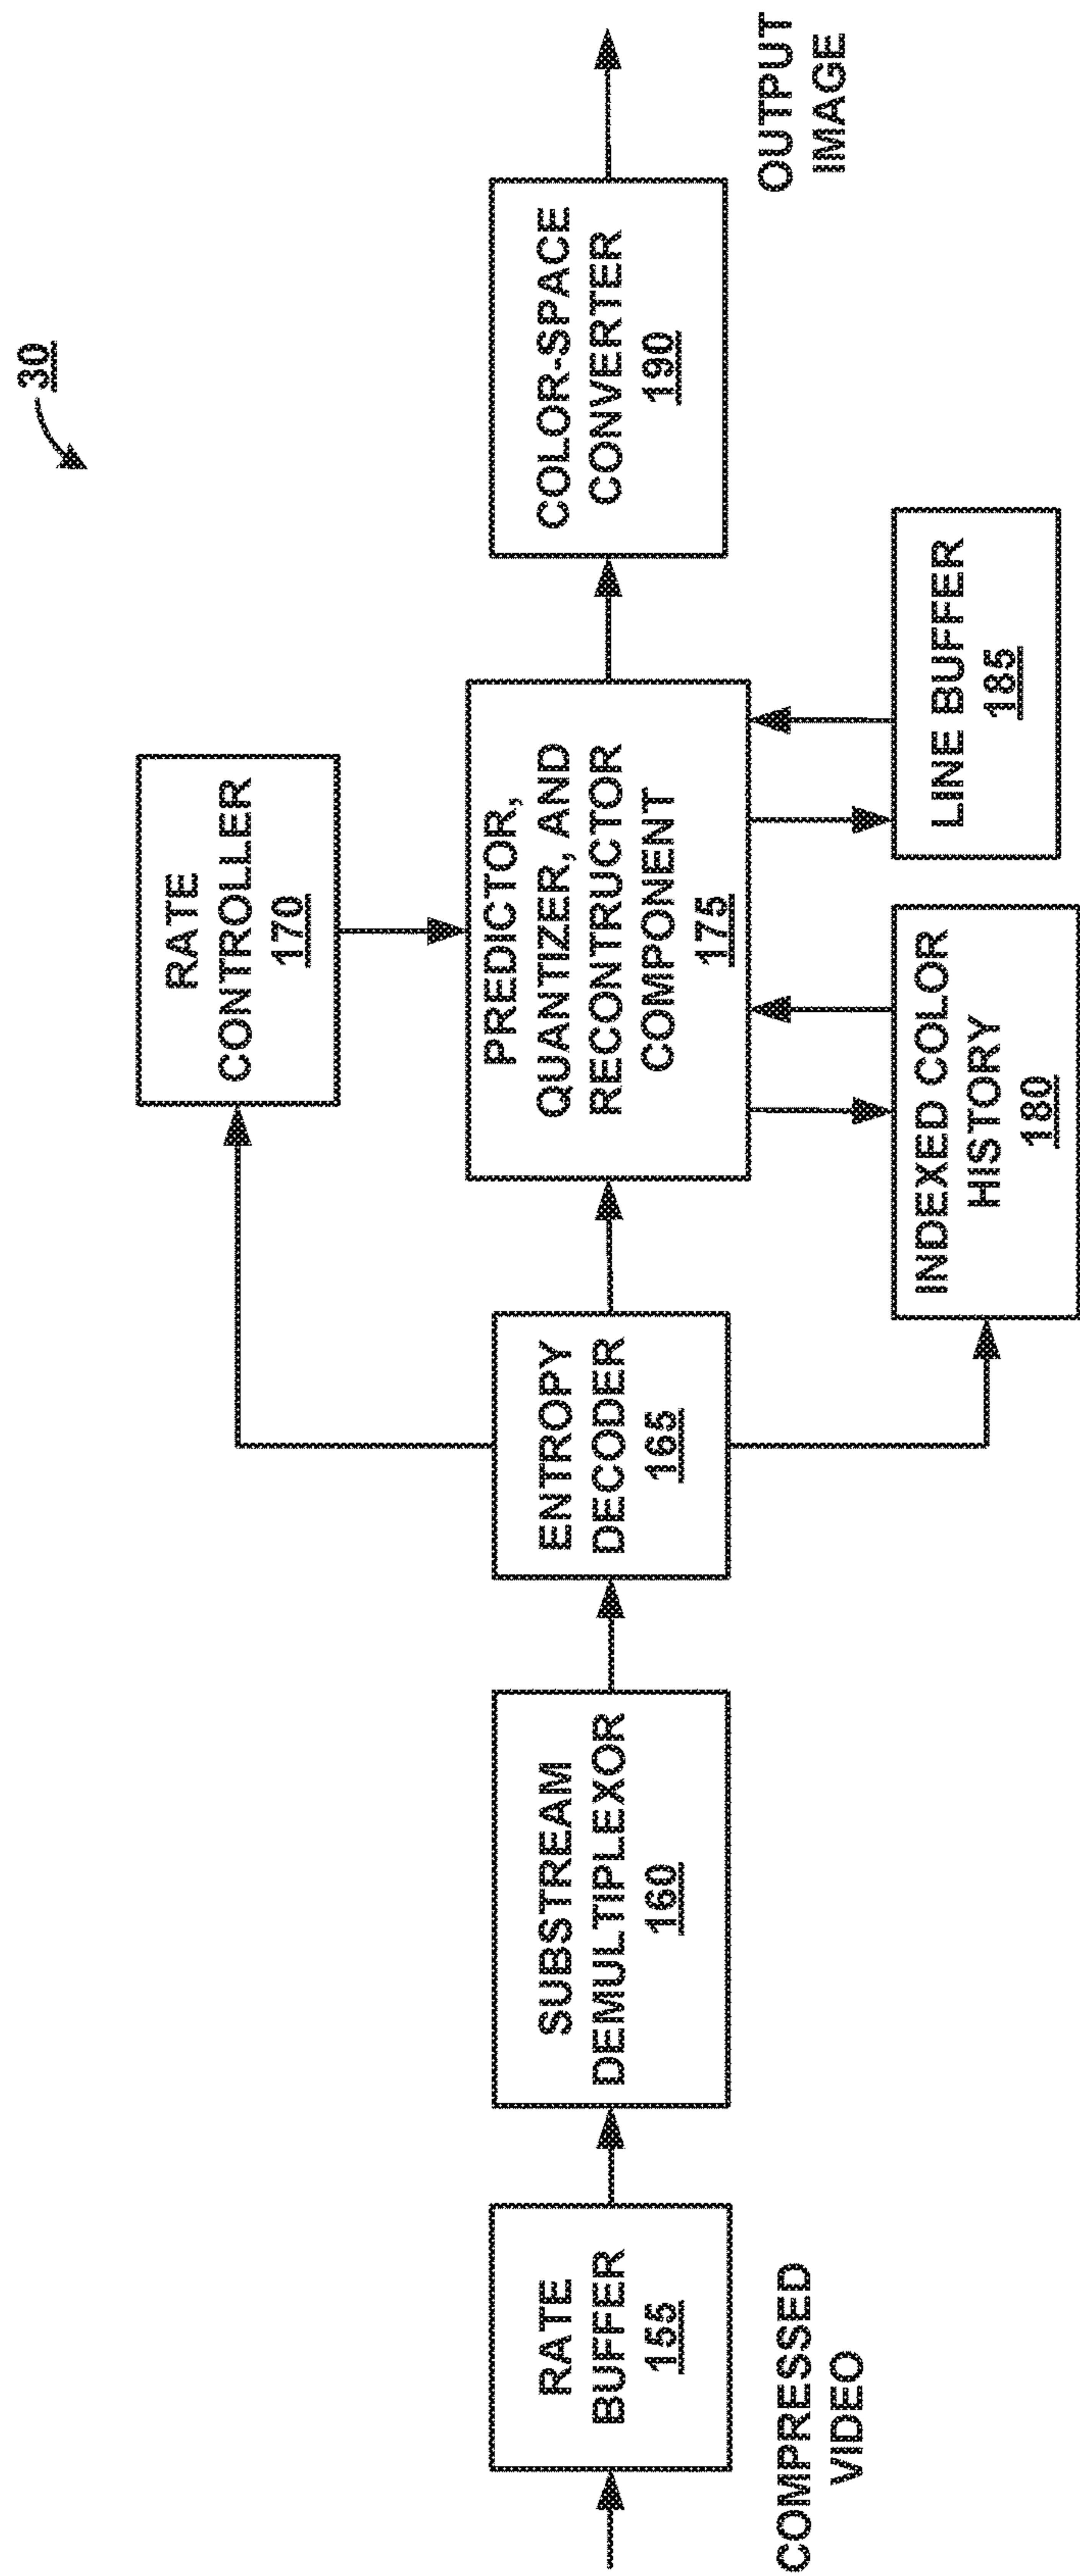 30
RATE
CONTROLLER
170
COMPRESSED
VIDEO
RATE
BUFFER
155
SUBSTREAM
DEMULTIPLEXOR
160
ENTROPY
DECODER
165
PREDICTOR,
QUANTIZER, AND
RECONTRUCTOR
COMPONENT
175
COLOR-SPACE
CONVERTER
190
OUTPUT
IMAGE
INDEXED COLOR
HISTORY
180
LINE BUFFER
185